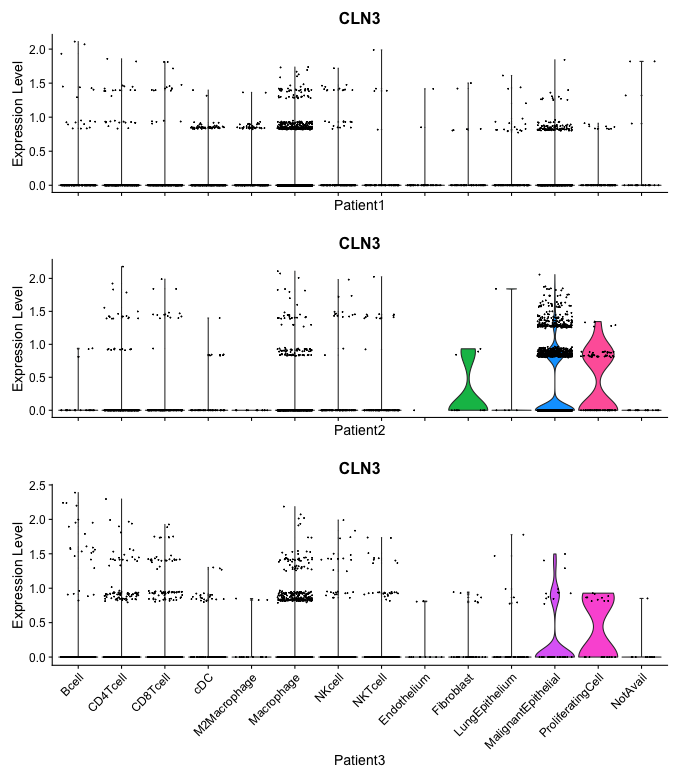 CLN3
Expression Level
2.0
1.5
1.0
0.5
0.0
Patient1
CLN3
Expression Level
2.0
1.5
1.0
0.5
0.0
Patient2
CLN3
Expression Level
2.5
2.0
1.5
1.0
0.5
0.0
Bcell
CD4Tcell
CD8Tcell
cDC
M2Macrophage
Macrophage
NKcell
NKTcell
Endothelium
Fibroblast
LungEpithelium
MalignantEpithelial
ProliferatingCell
NotAvail
Patient3